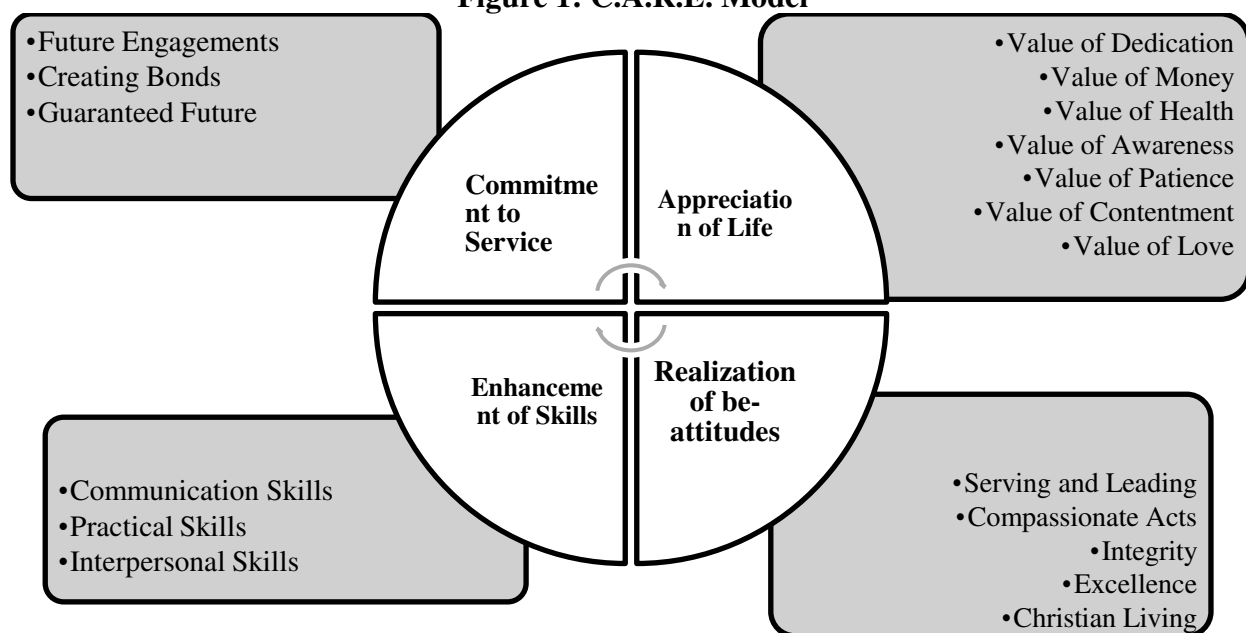 Figure 1: C.A.R.E. Model
•Future Engagements
•Creating Bonds
•Guaranteed Future
•Value of Dedication
•Value of Money
•Value of Health
•Value of Awareness
•Value of Patience
•Value of Contentment
•Value of Love
Commitme
nt to
Service
Appreciatio
n of Life
Enhanceme
nt of Skills
Realization
of be-
attitudes
•Communication Skills
•Practical Skills
•Interpersonal Skills
•Serving and Leading
•Compassionate Acts
•Integrity
•Excellence
•Christian Living